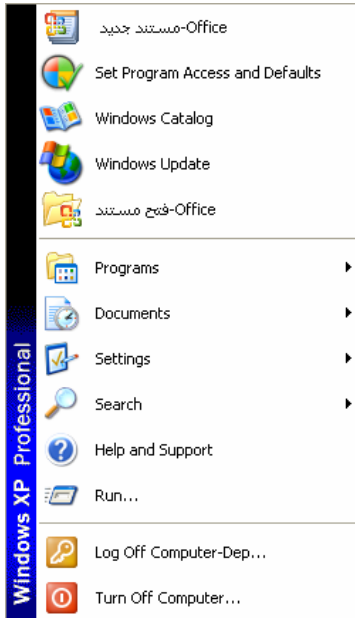 مستند جديد-Office
Set Program Access and Defaults
Windows Catalog
Windows Update
فتح مستند-Office
Programs
Documents
Settings
Search
Help and Support
Run...
Log Off Computer-Dep...
Turn Off Computer...
Windows XP Professional